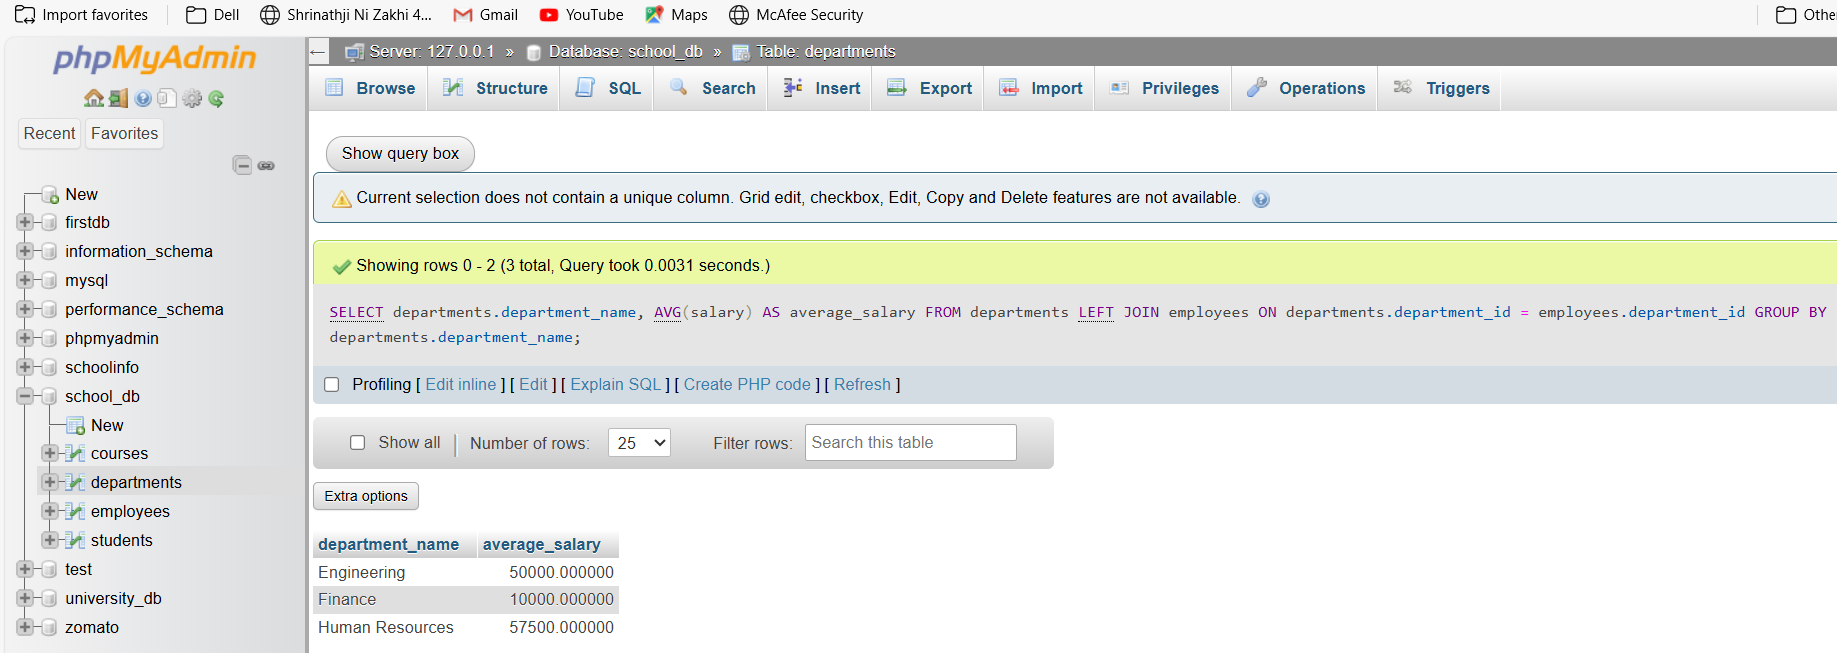 Import favorites Dell Shrinathji Ni Zakhi 4... Gmail YouTube Maps McAfee Security Othe
phpMyAdmin
Recent Favorites
New
firstdb
information_schema
mysql
performance_schema
phpmyadmin
schoolinfo
school_db
New
courses
departments
employees
students
test
university_db
zomato
← Server: 127.0.0.1 » Database: school_db » Table: departments
Browse Structure SQL Search Insert Export Import Privileges Operations Triggers
Show query box
Current selection does not contain a unique column. Grid edit, checkbox, Edit, Copy and Delete features are not available.
Showing rows 0 - 2 (3 total, Query took 0.0031 seconds.)
SELECT departments.department_name, AVG(salary) AS average_salary FROM departments LEFT JOIN employees ON departments.department_id = employees.department_id GROUP BY
departments.department_name;
Profiling [ Edit inline ] [ Edit ] [ Explain SQL ] [ Create PHP code ] [ Refresh ]
Show all Number of rows: 25 Filter rows: Search this table
Extra options
department_name average_salary
Engineering 50000.000000
Finance 10000.000000
Human Resources 57500.000000